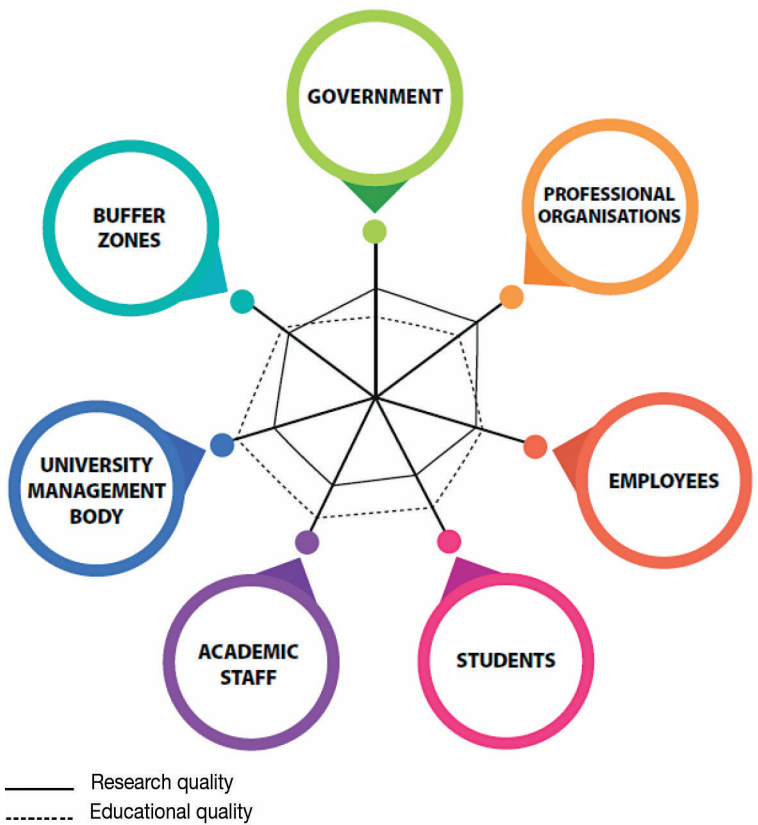 GOVERNMENT
PROFESSIONAL
ORGANISATIONS
BUFFER
ZONES
EMPLOYEES
UNIVERSITY
MANAGEMENT
BODY
ACADEMIC
STAFF
STUDENTS
Research quality
Educational quality